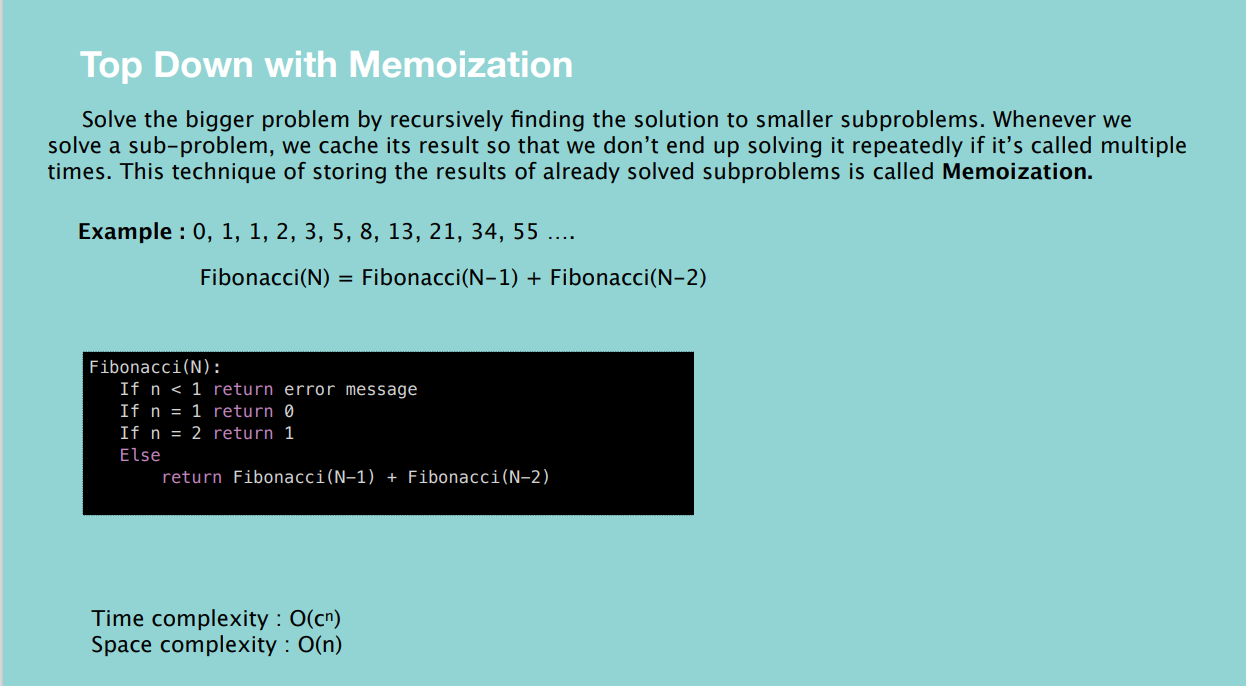 Top Down with Memoization
Solve the bigger problem by recursively finding the solution to smaller subproblems. Whenever we
solve a sub-problem, we cache its result so that we don’t end up solving it repeatedly if it’s called multiple
times. This technique of storing the results of already solved subproblems is called Memoization.
Example : 0, 1, 1, 2, 3, 5, 8, 13, 21, 34, 55 ….
Fibonacci(N) = Fibonacci(N-1) + Fibonacci(N-2)
Fibonacci(N):
If n < 1 return error message
If n = 1 return 0
If n = 2 return 1
Else
return Fibonacci(N-1) + Fibonacci(N-2)
Time complexity : O(cⁿ)
Space complexity : O(n)